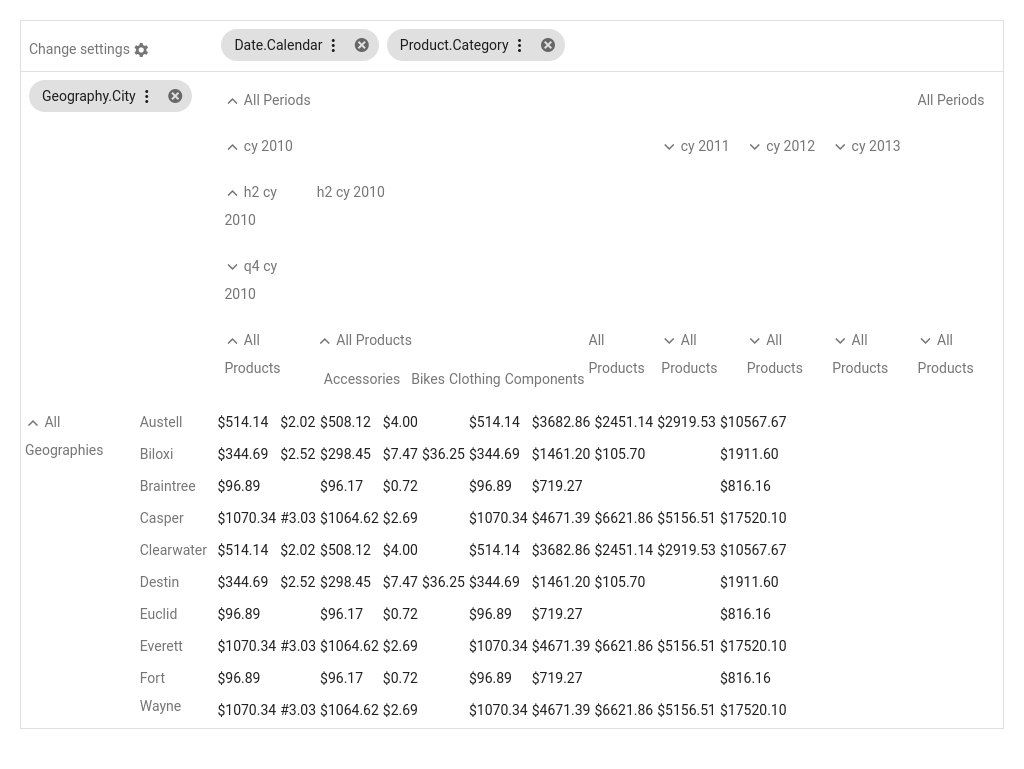 Change settings Date.Calendar Product.Category
Geography.City All Periods All Periods
cy 2010 cy 2011 cy 2012 cy 2013
h2 cy 2010 h2 cy 2010
q4 cy 2010
All Products All Products All Products All Products All Products All Products All Products
Accessories Bikes Clothing Components
All Geographies
Austell $514.14 $2.02 $508.12 $4.00 $514.14 $3682.86 $2451.14 $2919.53 $10567.67
Biloxi $344.69 $2.52 $298.45 $7.47 $36.25 $344.69 $1461.20 $105.70 $1911.60
Braintree $96.89 $96.17 $0.72 $96.89 $719.27 $816.16
Casper $1070.34 #3.03 $1064.62 $2.69 $1070.34 $4671.39 $6621.86 $5156.51 $17520.10
Clearwater $514.14 $2.02 $508.12 $4.00 $514.14 $3682.86 $2451.14 $2919.53 $10567.67
Destin $344.69 $2.52 $298.45 $7.47 $36.25 $344.69 $1461.20 $105.70 $1911.60
Euclid $96.89 $96.17 $0.72 $96.89 $719.27 $816.16
Everett $1070.34 #3.03 $1064.62 $2.69 $1070.34 $4671.39 $6621.86 $5156.51 $17520.10
Fort $96.89 $96.17 $0.72 $96.89 $719.27 $816.16
Wayne $1070.34 #3.03 $1064.62 $2.69 $1070.34 $4671.39 $6621.86 $5156.51 $17520.10